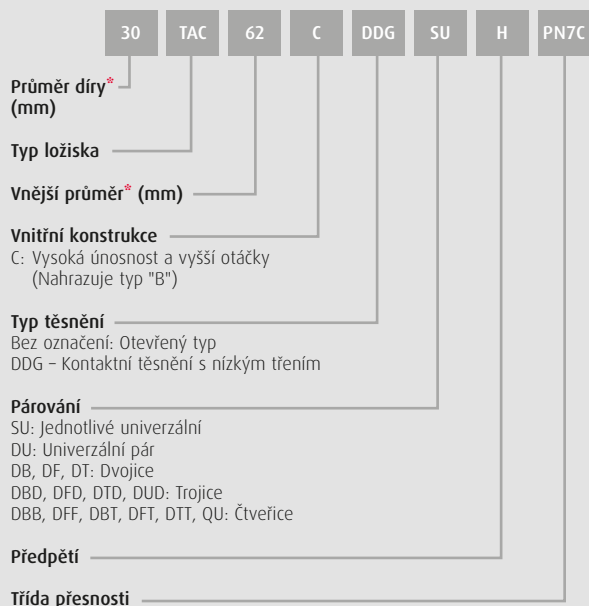 30 TAC 62 C DDG SU H PN7C
Průměr díry*
(mm)
Typ ložiska
Vnější průměr* (mm)
Vnitřní konstrukce
C: Vysoká únosnost a vyšší otáčky
(Nahrazuje typ "B")
Typ těsnění
Bez označení: Otevřený typ
DDG – Kontaktní těsnění s nízkým třením
Párování
SU: Jednotlivé univerzální
DU: Univerzální pár
DB, DF, DT: Dvojice
DBD, DFD, DTD, DUD: Trojice
DBB, DFF, DBT, DFT, DTT, QU: Čtveřice
Předpětí
Třída přesnosti